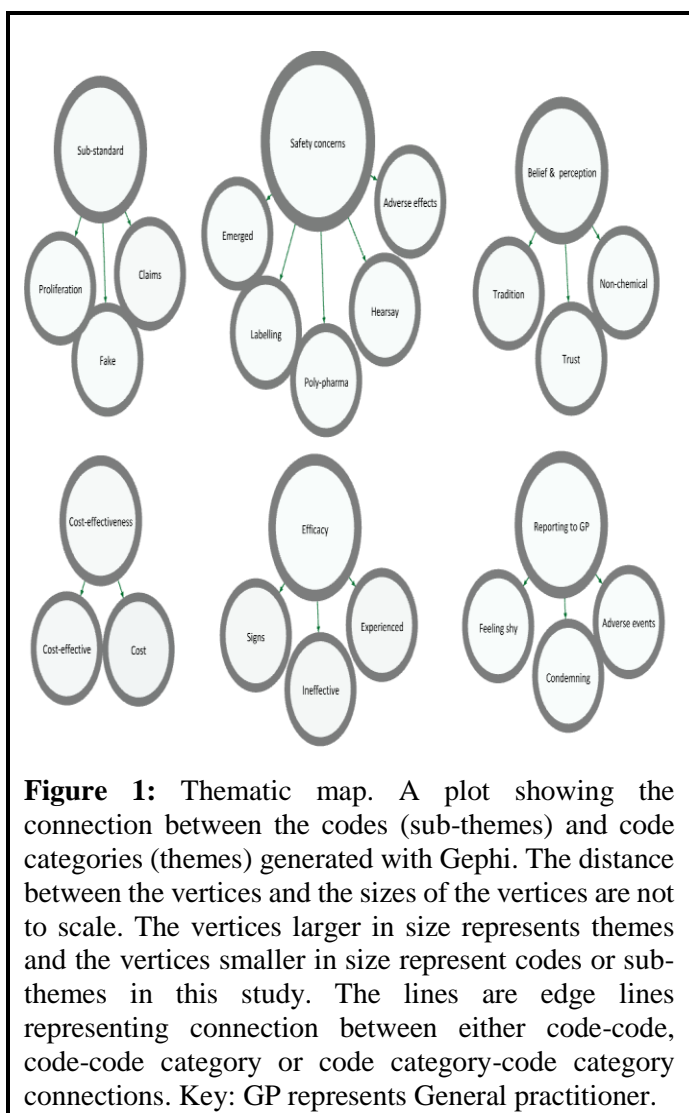 Sub-standard
Proliferation
Claims
Fake
Safety concerns
Emerged
Adverse effects
Labelling
Hearsay
Poly-pharma
Belief & perception
Tradition
Non-chemical
Trust
Cost-effectiveness
Cost-effective
Cost
Efficacy
Signs
Experienced
Ineffective
Reporting to GP
Feeling shy
Adverse events
Condemning
Figure 1: Thematic map. A plot showing the
connection between the codes (sub-themes) and code
categories (themes) generated with Gephi. The distance
between the vertices and the sizes of the vertices are not
to scale. The vertices larger in size represents themes
and the vertices smaller in size represent codes or sub-
themes in this study. The lines are edge lines
representing connection between either code-code,
code-code category or code category-code category
connections. Key: GP represents General practitioner.